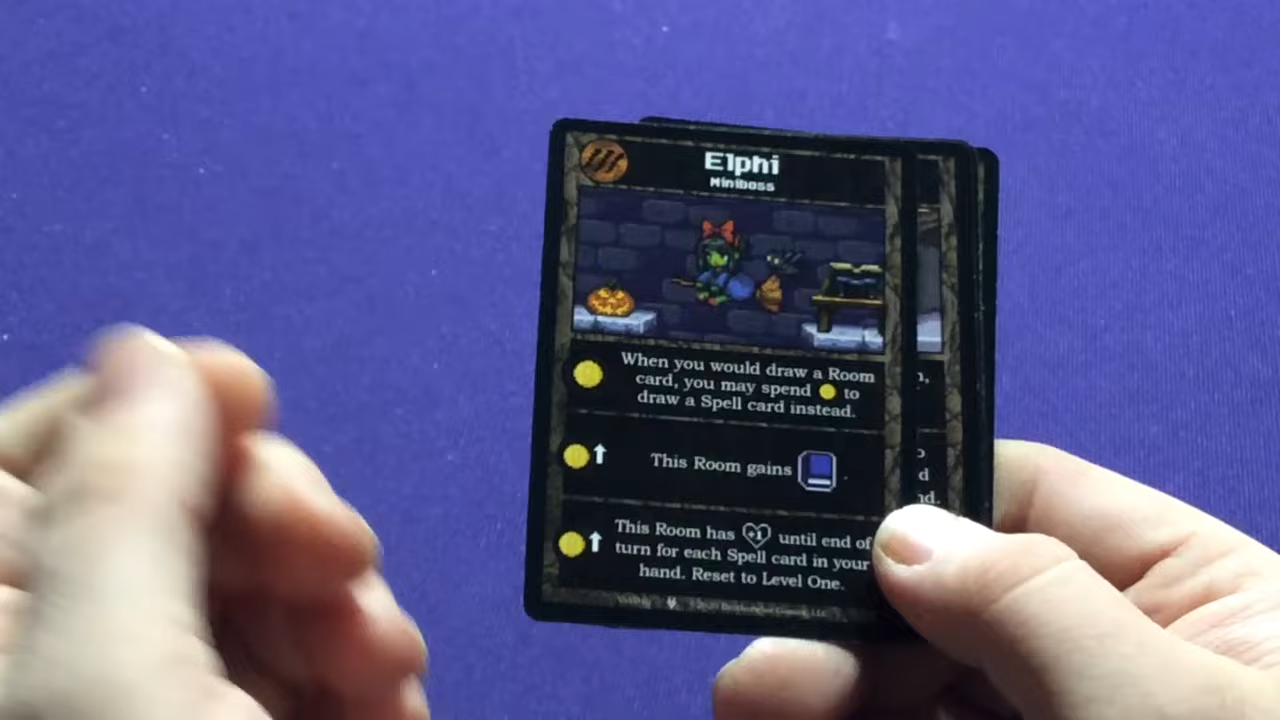 Elphi
Miniboss
When you would draw a Room
card, you may spend to
draw a Spell card instead.
This Room gains .
This Room has +1 until end of
turn for each Spell card in your
hand. Reset to Level One.